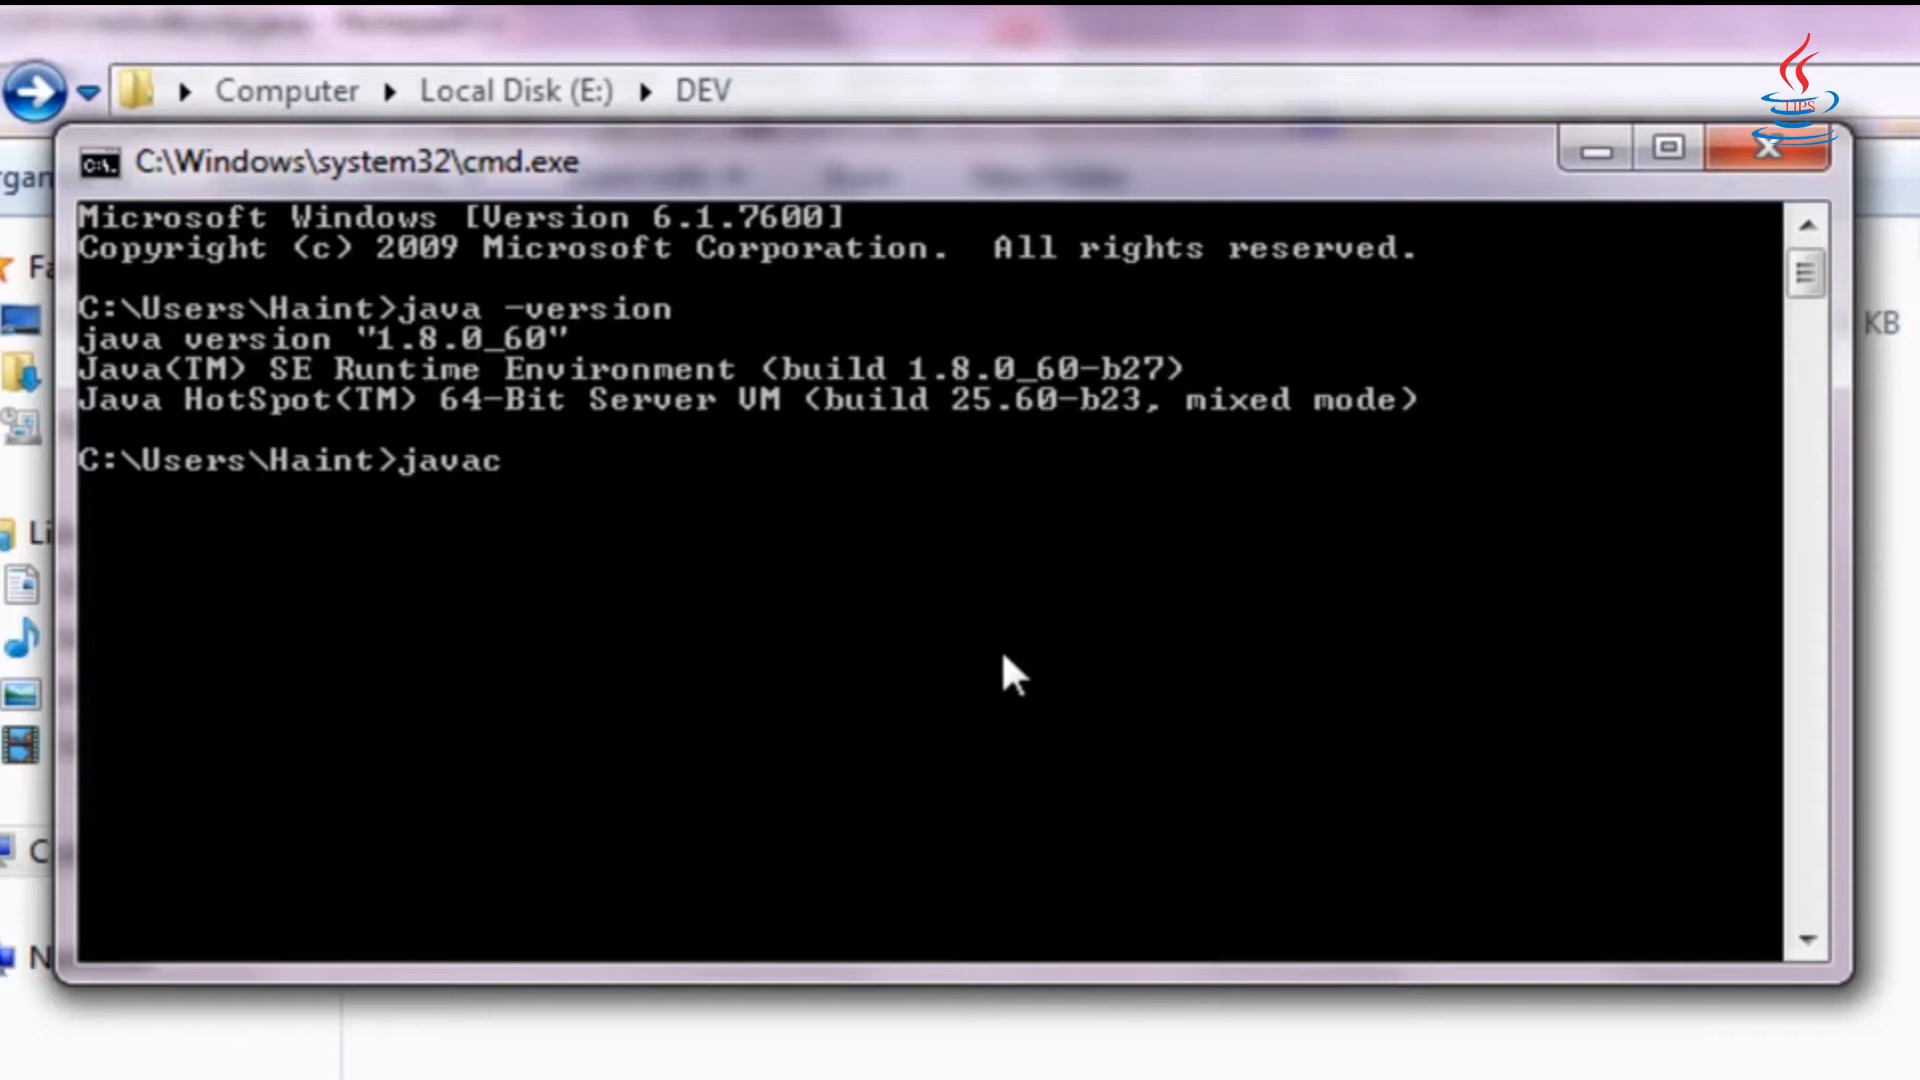 Computer Local Disk (E:) DEV
TIPS
C:\Windows\system32\cmd.exe
Microsoft Windows [Version 6.1.7600]
Copyright (c) 2009 Microsoft Corporation.  All rights reserved.
C:\Users\Haint>java -version
java version "1.8.0_60"
Java(TM) SE Runtime Environment (build 1.8.0_60-b27)
Java HotSpot(TM) 64-Bit Server VM (build 25.60-b23, mixed mode)
C:\Users\Haint>javac
KB